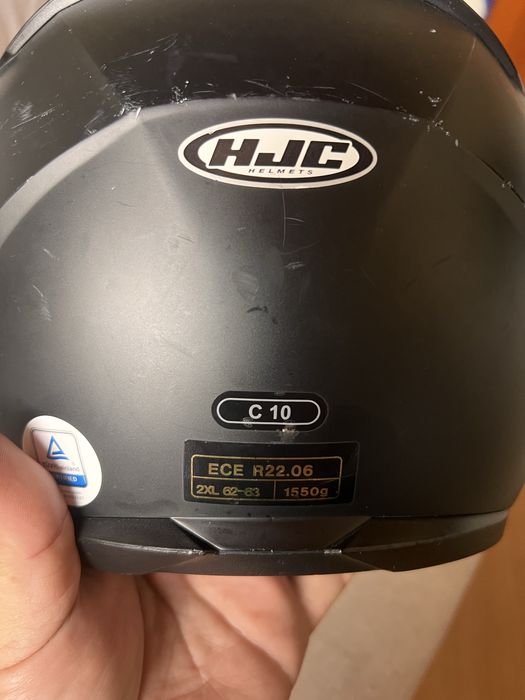 HJC
HELMETS
C 10
ECE R22.06
2XL 62-63 1550g